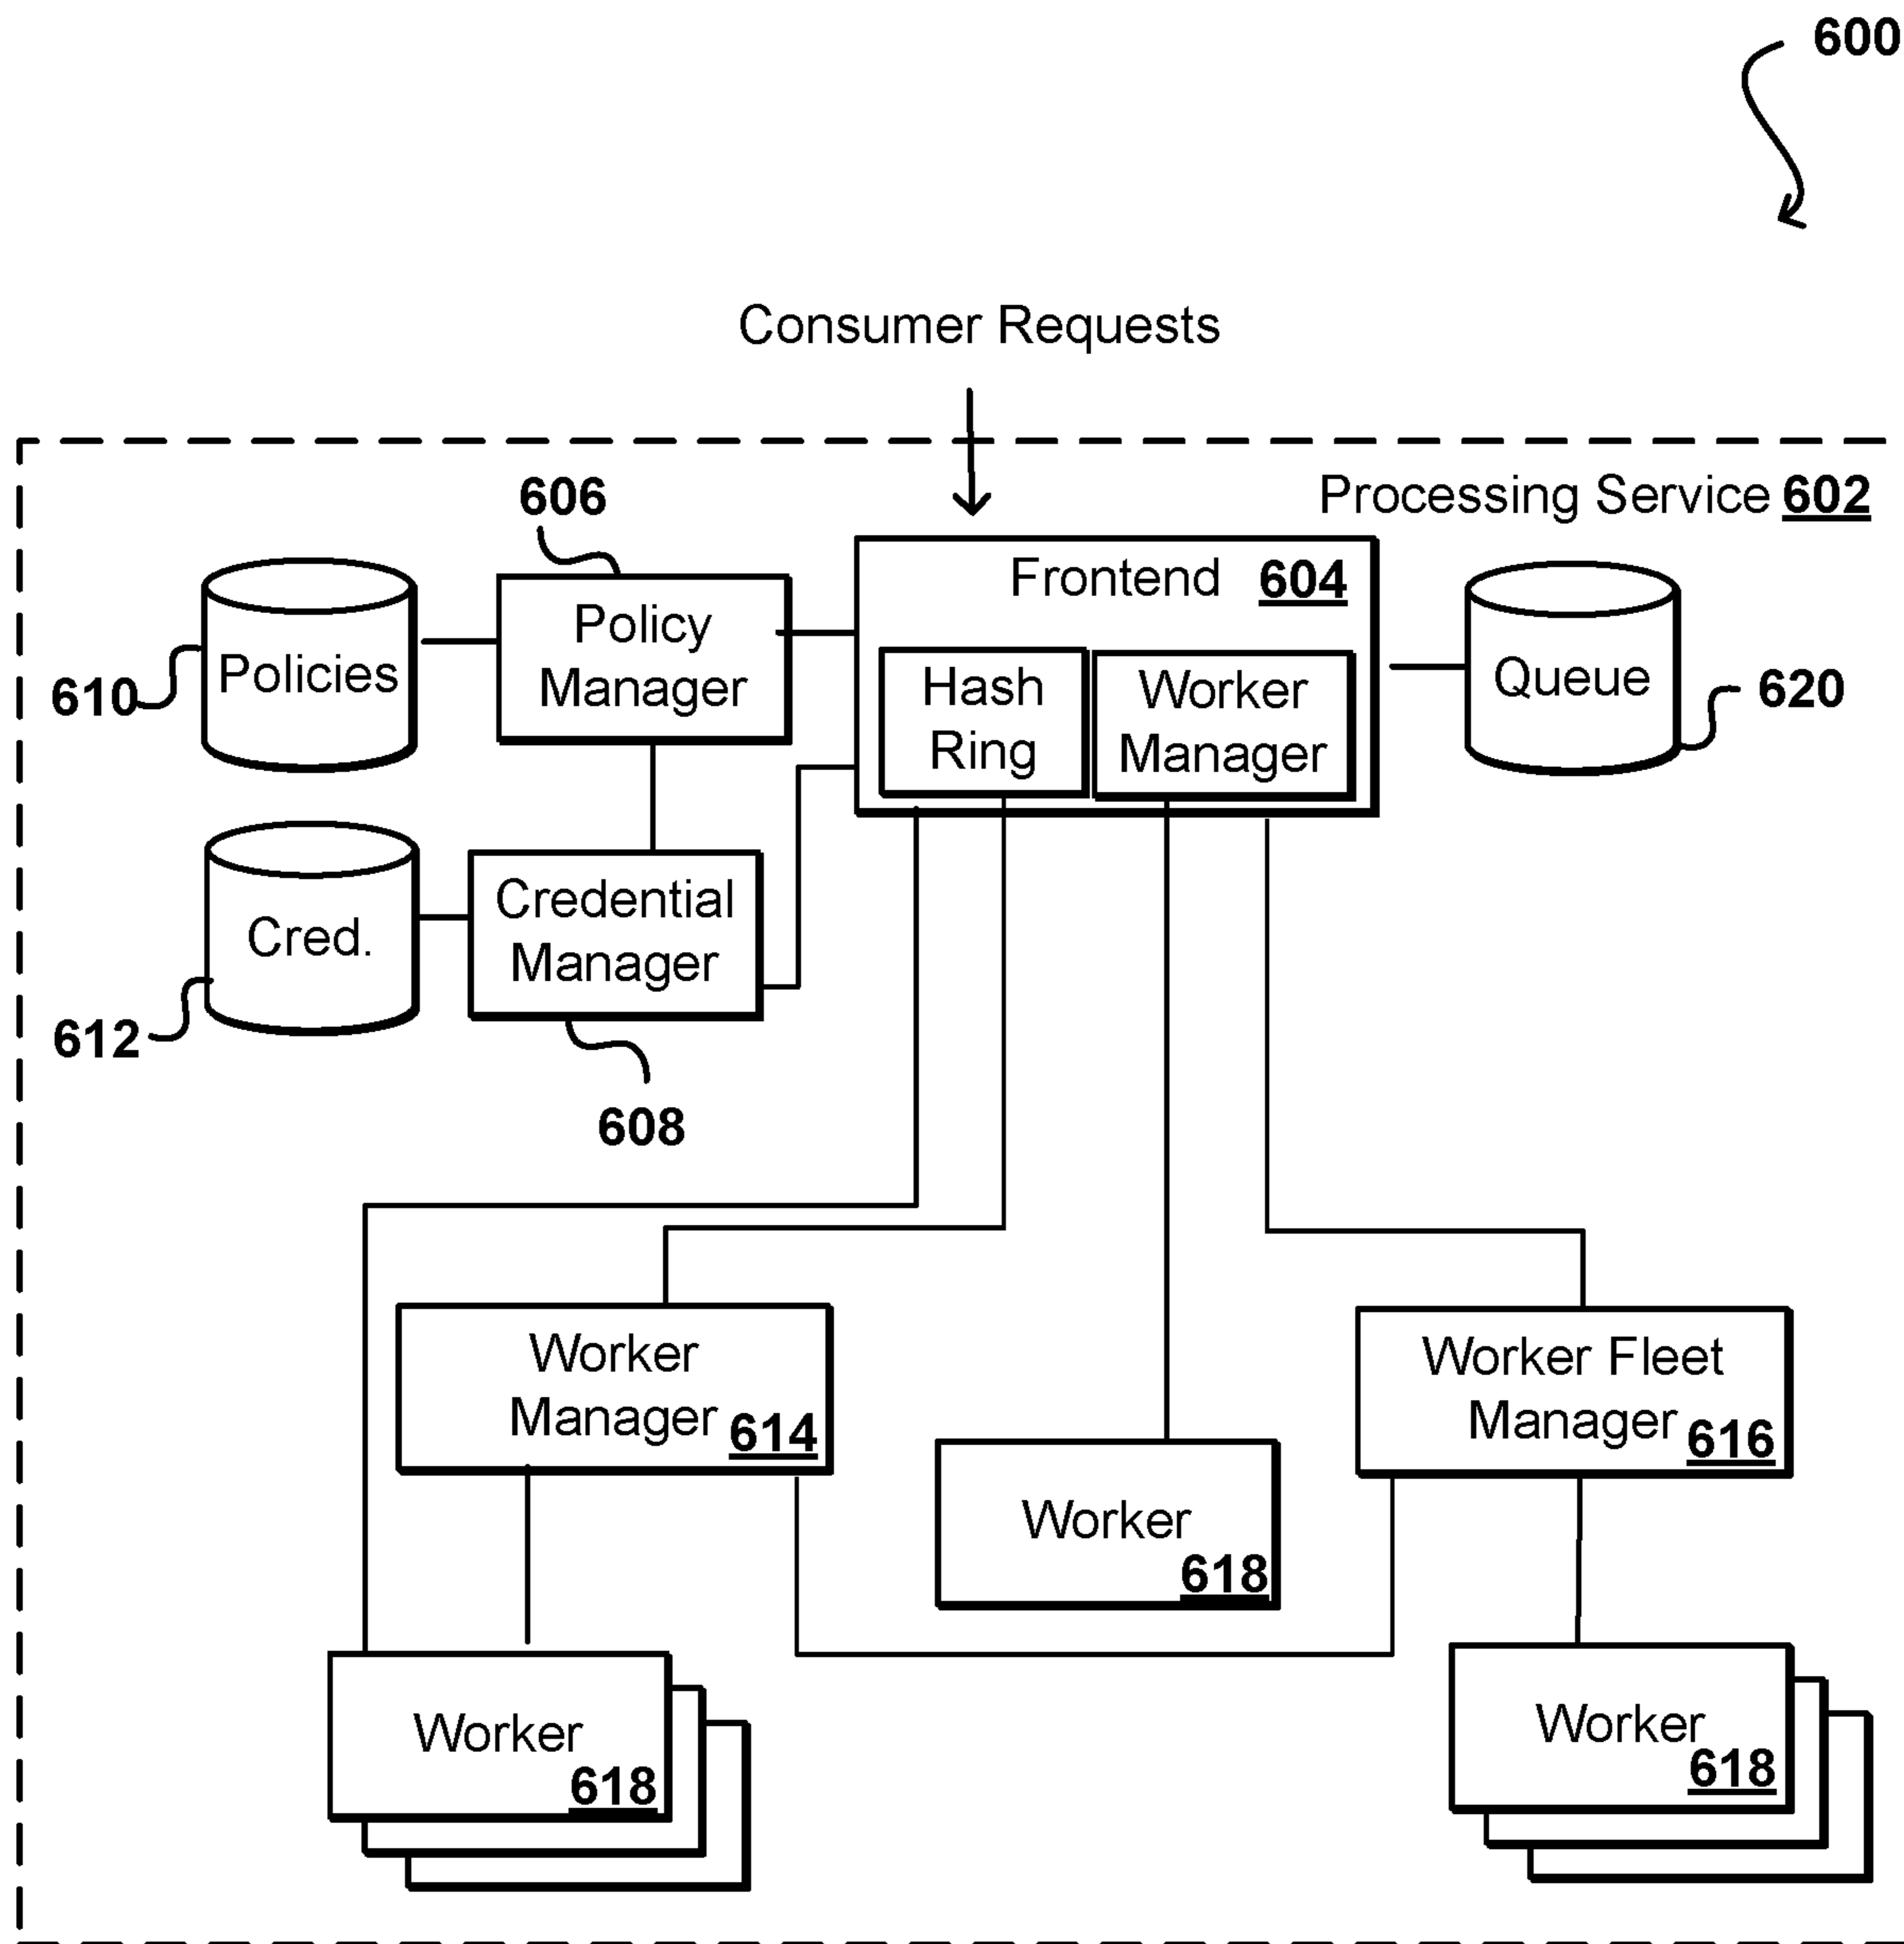 600
Consumer Requests
Processing Service 602
606
Frontend 604
Policies
610
Policy
Manager
Hash
Ring
Worker
Manager
Queue
620
Cred.
612
Credential
Manager
608
Worker
Manager 614
Worker Fleet
Manager 616
Worker
618
Worker
618
Worker
618